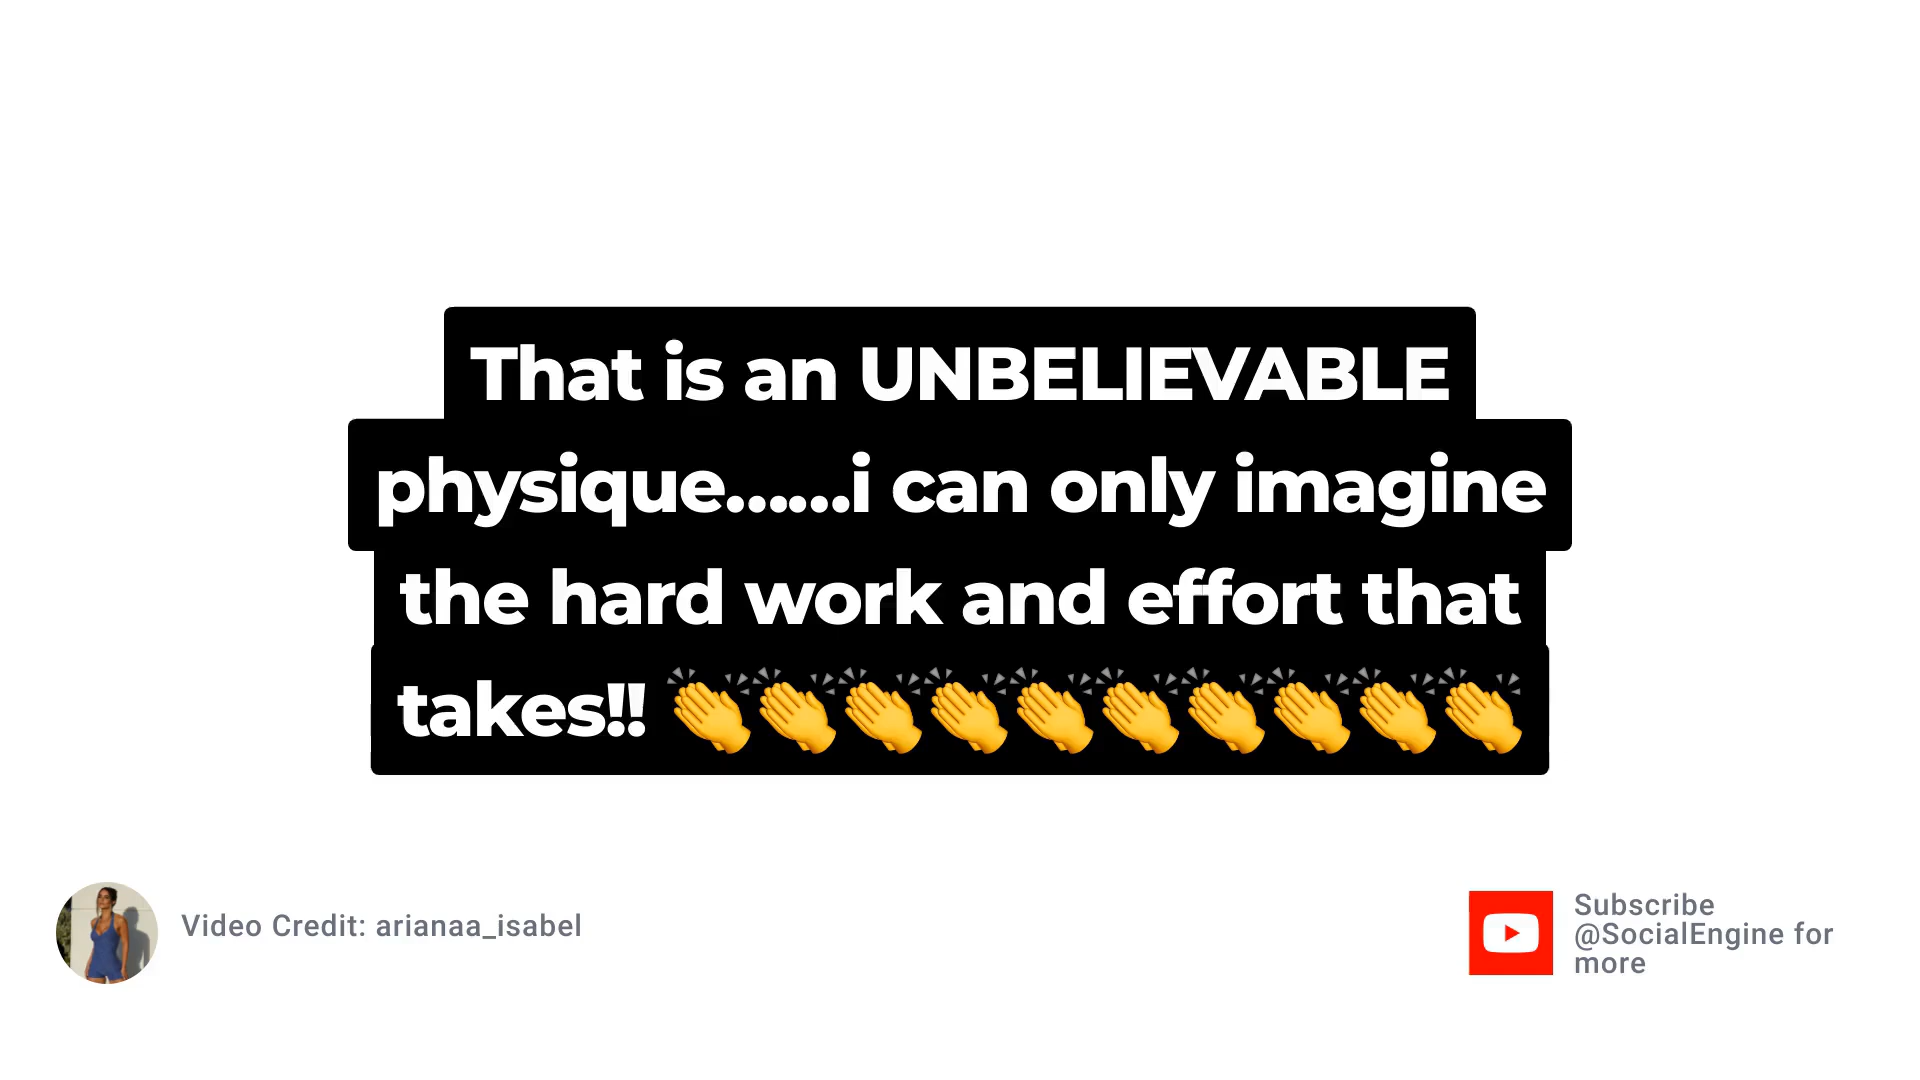 That is an UNBELIEVABLE
physique......i can only imagine
the hard work and effort that
takes!! 👏👏👏👏👏👏👏👏👏👏
Video Credit: arianaa_isabel
Subscribe
@SocialEngine for
more